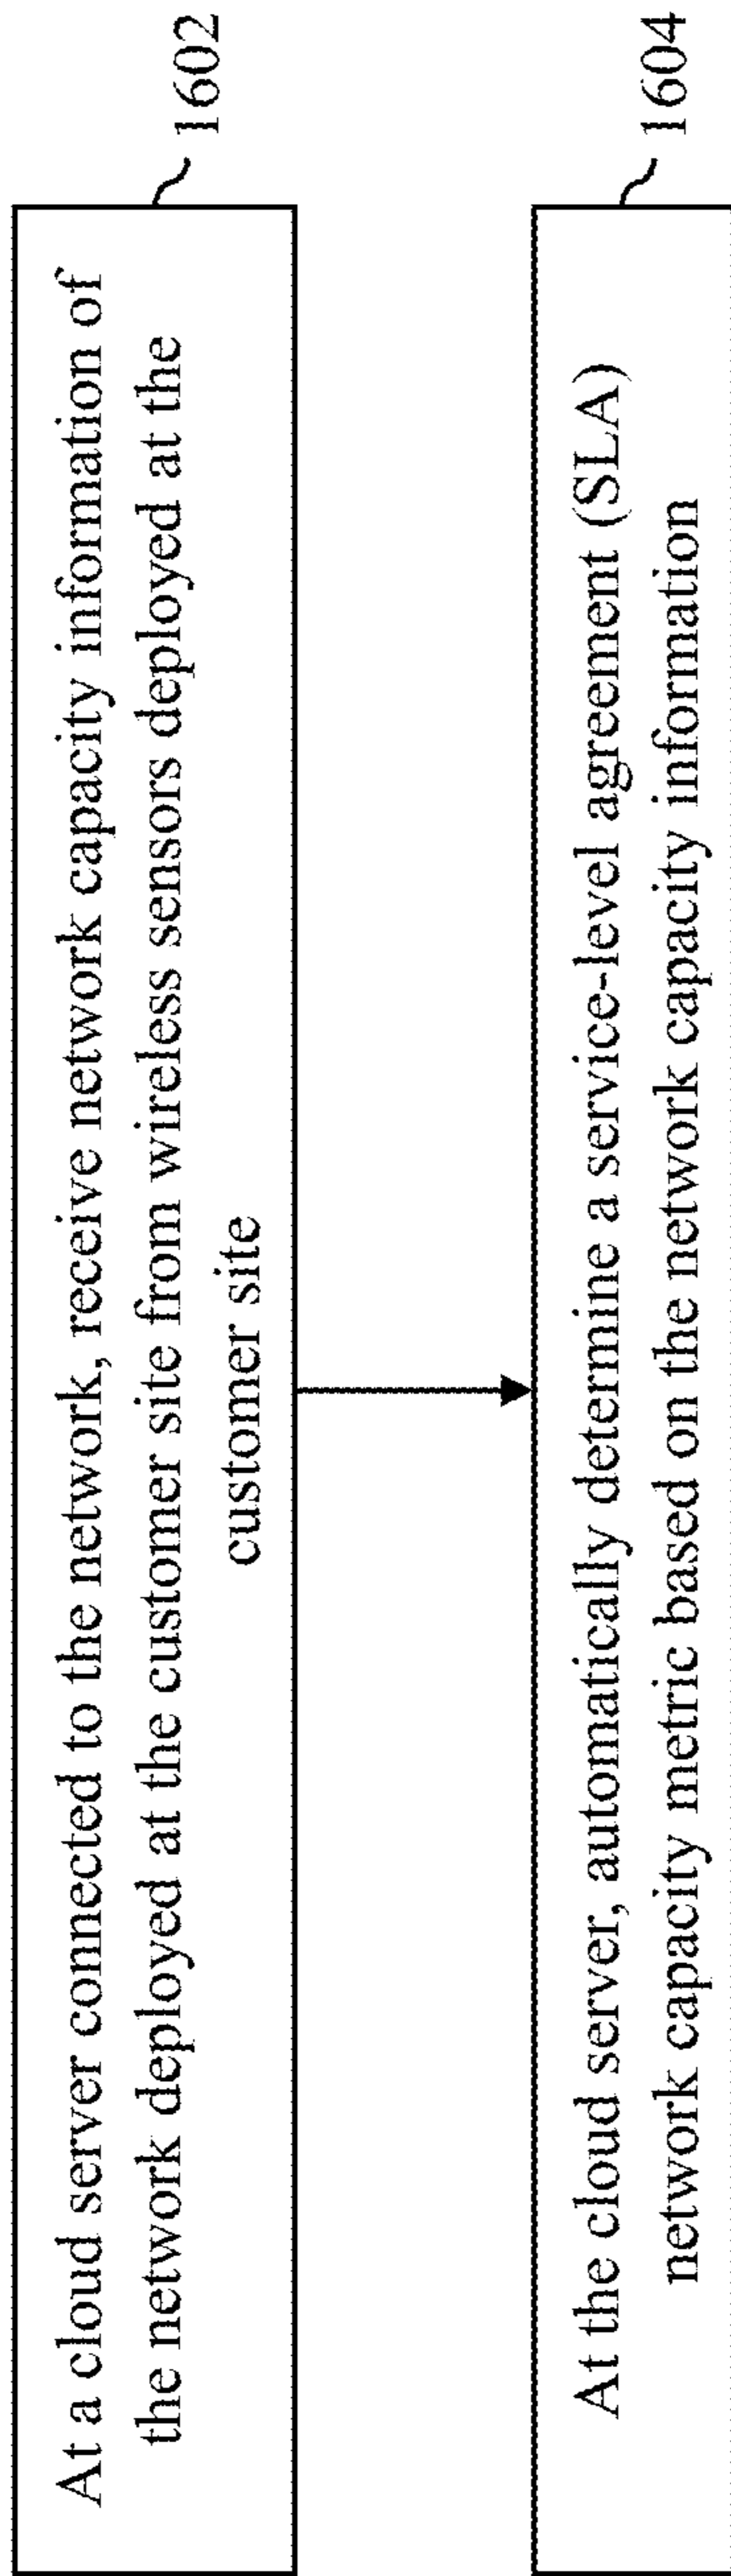 At a cloud server connected to the network, receive network capacity information of
the network deployed at the customer site from wireless sensors deployed at the
customer site
1602
At the cloud server, automatically determine a service-level agreement (SLA)
network capacity metric based on the network capacity information
1604